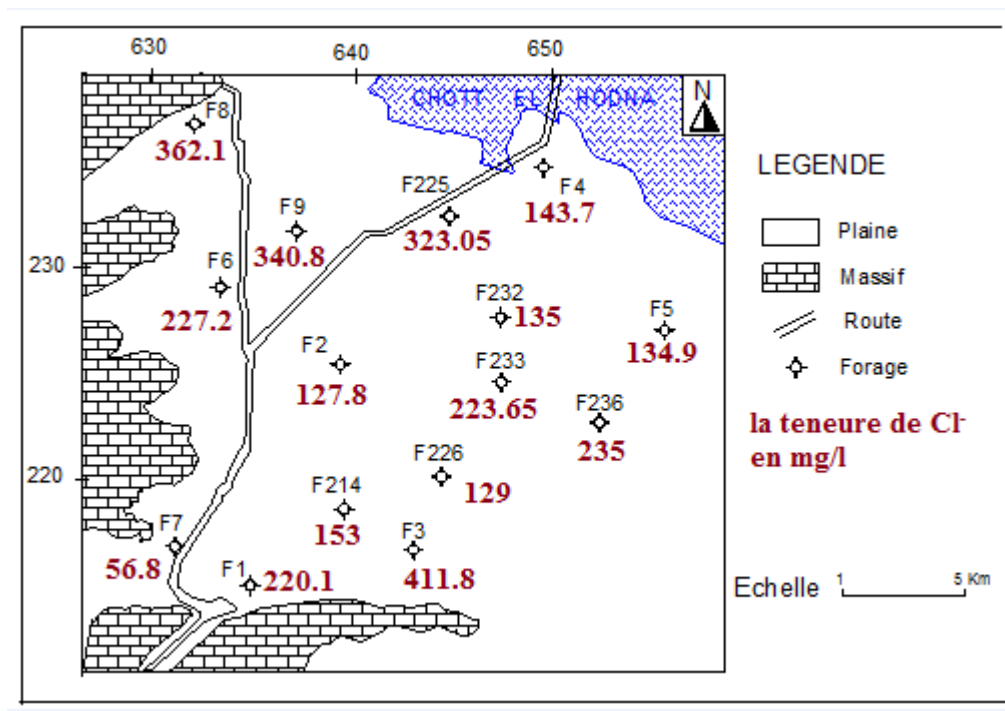 630
640
650
CHOTT EL HODNA
N
F8
362.1
F225
323.05
F4
143.7
F9
340.8
230
F6
227.2
F232
135
F5
134.9
F2
127.8
F233
223.65
F236
235
220
F226
129
F214
153
F7
56.8
F1
220.1
F3
411.8
LEGENDE
Plaine
Massif
Route
Forage
la teneure de Cl-
en mg/l
Echelle 1 5 Km